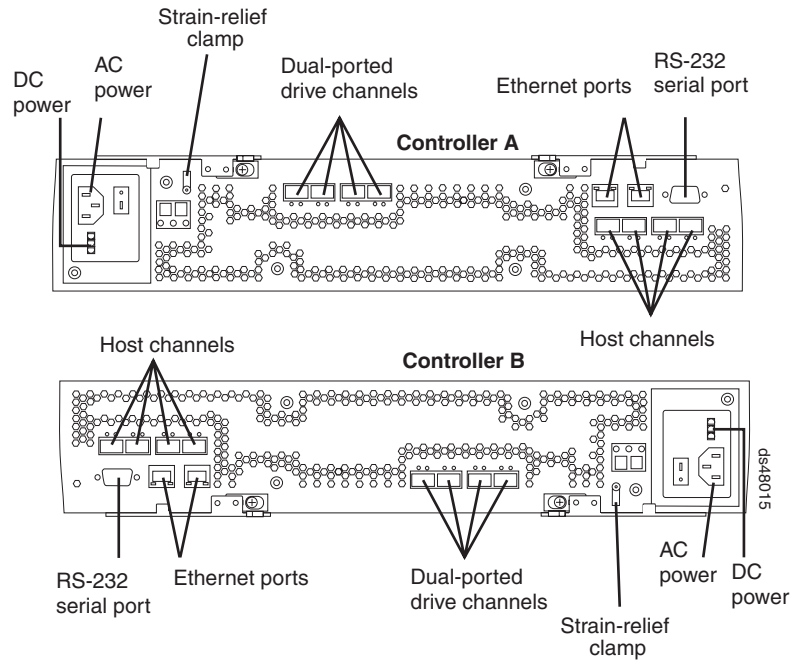 Strain-relief
clamp
DC
power
AC
power
Dual-ported
drive channels
Ethernet ports
RS-232
serial port
Controller A
Host channels
Host channels
Controller B
ds48015
RS-232
serial port
Ethernet ports
Dual-ported
drive channels
AC
power
DC
power
Strain-relief
clamp